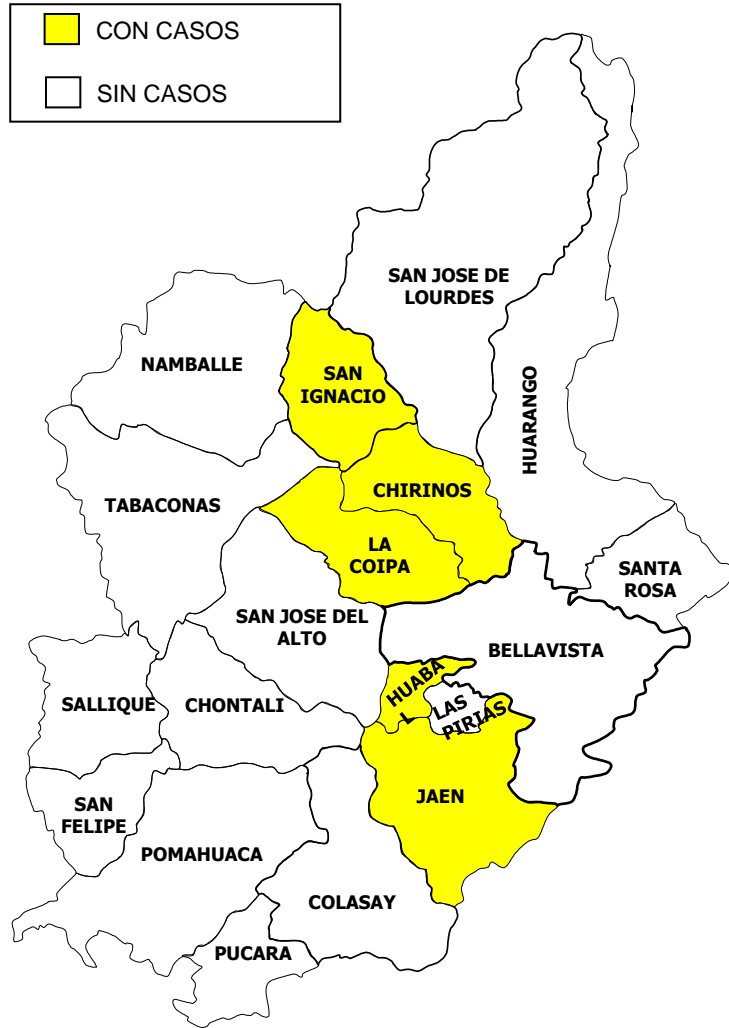 CON CASOS
SIN CASOS
SAN JOSE DE
LOURDES
NAMBALLE
SAN
IGNACIO
HUARANGO
CHIRINOS
TABACONAS
LA
COIPA
SANTA
ROSA
SAN JOSE DEL
ALTO
BELLAVISTA
HUABA
L
LAS
PIRIAS
SALLIQUE
CHONTALI
JAEN
SAN
FELIPE
POMAHUACA
COLASAY
PUCARA